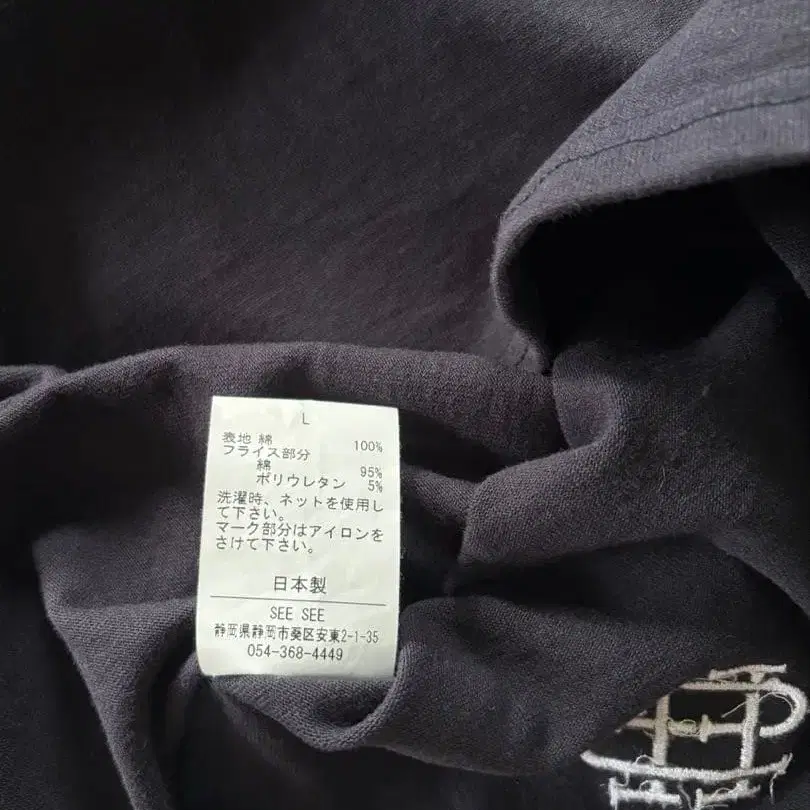 L
表地 綿 100%
フライス部分
綿 95%
ポリウレタン 5%
洗濯時、ネットを使用し
て下さい。
マーク部分はアイロンを
さけて下さい。
日本製
SEE SEE
静岡県静岡市葵区安東2-1-35
054-368-4449